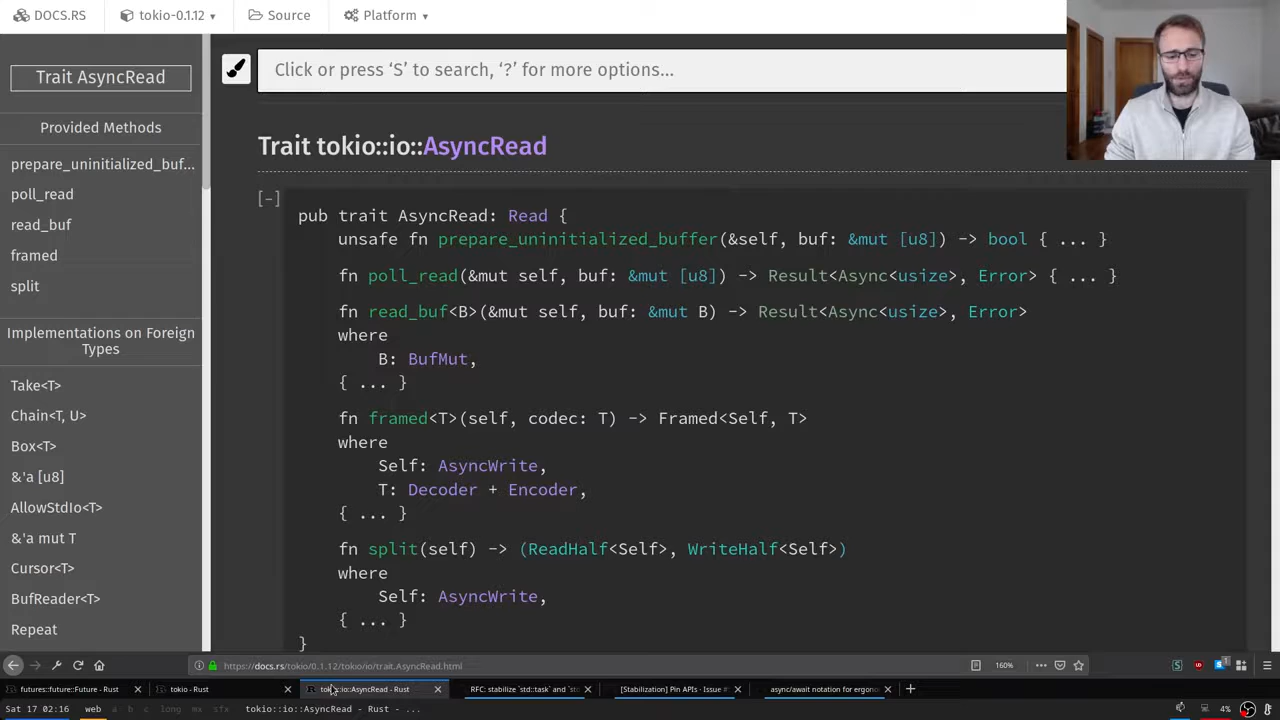 DOCS.RS
tokio-0.1.12
Source
Platform
Trait AsyncRead
Provided Methods
prepare_uninitialized_buf...
poll_read
read_buf
framed
split
Implementations on Foreign
Types
Take<T>
Chain<T, U>
Box<T>
&'a [u8]
AllowStdIo<T>
&'a mut T
Cursor<T>
BufReader<T>
Repeat
Click or press ‘S’ to search, ‘?’ for more options…
Trait tokio::io::AsyncRead
[-]
pub trait AsyncRead: Read {
unsafe fn prepare_uninitialized_buffer(&self, buf: &mut [u8]) -> bool { ... }
fn poll_read(&mut self, buf: &mut [u8]) -> Result<Async<usize>, Error> { ... }
fn read_buf<B>(&mut self, buf: &mut B) -> Result<Async<usize>, Error>
where
B: BufMut,
{ ... }
fn framed<T>(self, codec: T) -> Framed<Self, T>
where
Self: AsyncWrite,
T: Decoder + Encoder,
{ ... }
fn split(self) -> (ReadHalf<Self>, WriteHalf<Self>)
where
Self: AsyncWrite,
{ ... }
}
https://docs.rs/tokio/0.1.12/tokio/io/trait.AsyncRead.html
160%
futures::future::Future - Rust
tokio - Rust
tokio::io::AsyncRead - Rust
RFC: stabilize `std::task` and `st
[Stabilization] Pin APIs · Issue #
async/await notation for ergono
Sat 17 02:16 web a b c long mx sfx tokio::io::AsyncRead - Rust - ...
4%